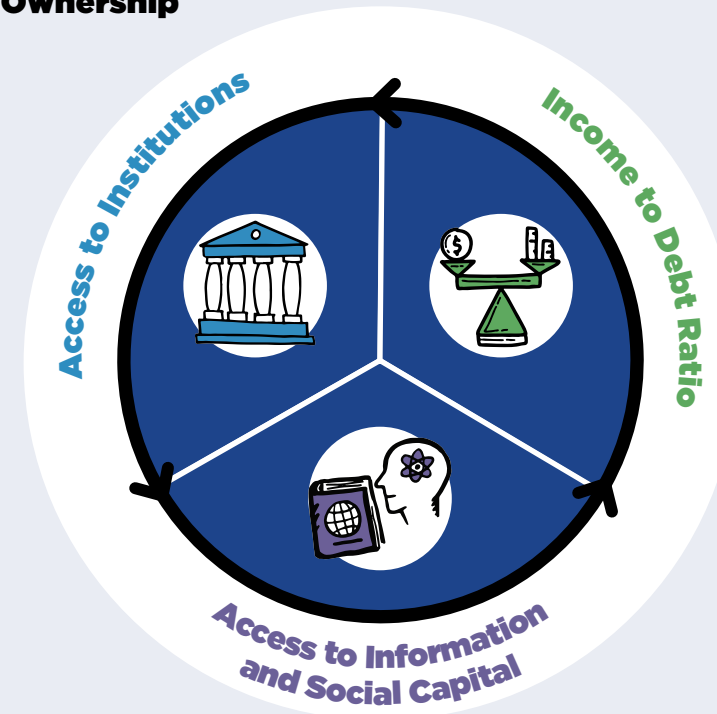 Ownership
Access to Institutions
Income to Debt Ratio
$
Access to Information
and Social Capital